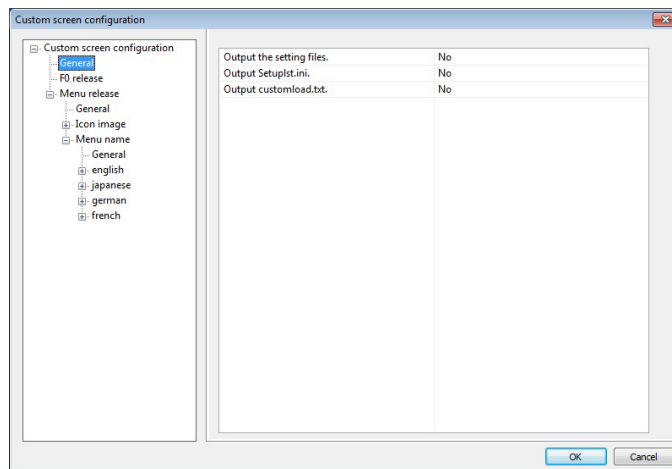 Custom screen configuration
Custom screen configuration
General
F0 release
Menu release
General
Icon image
Menu name
General
english
japanese
german
french
Output the setting files. No
Output Setuplst.ini. No
Output customload.txt. No
OK Cancel